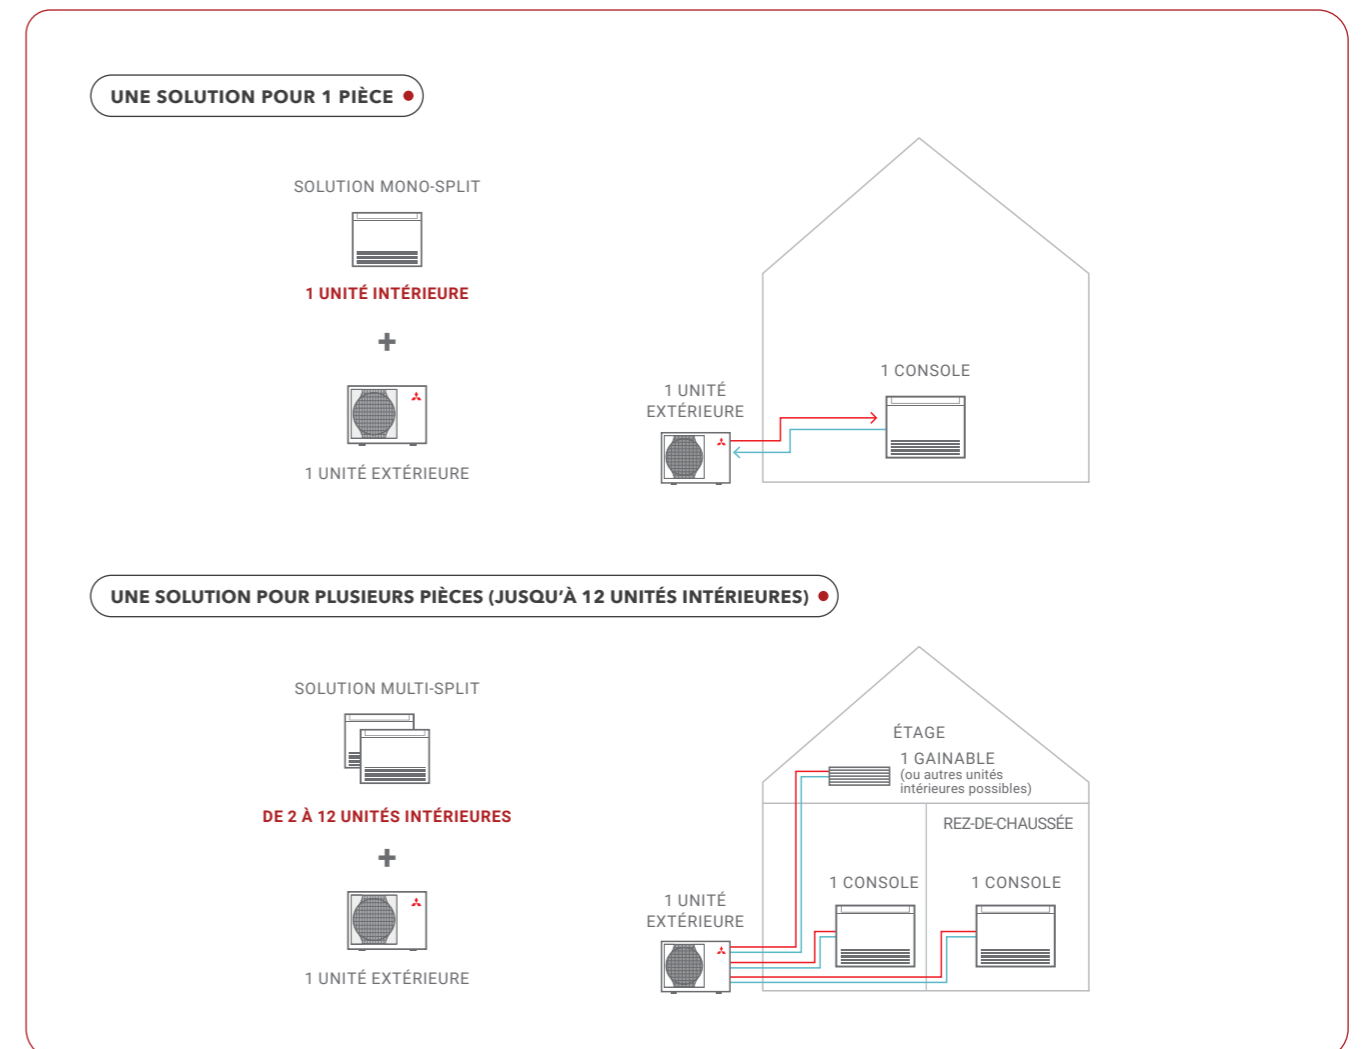 UNE SOLUTION POUR 1 PIÈCE
SOLUTION MONO-SPLIT
1 UNITÉ INTÉRIEURE
+
1 UNITÉ EXTÉRIEURE
1 UNITÉ
EXTÉRIEURE
1 CONSOLE
UNE SOLUTION POUR PLUSIEURS PIÈCES (JUSQU'À 12 UNITÉS INTÉRIEURES)
SOLUTION MULTI-SPLIT
DE 2 À 12 UNITÉS INTÉRIEURES
+
1 UNITÉ EXTÉRIEURE
ÉTAGE
1 GAINABLE
(ou autres unités
intérieures possibles)
REZ-DE-CHAUSSÉE
1 CONSOLE
1 CONSOLE
1 UNITÉ
EXTÉRIEURE